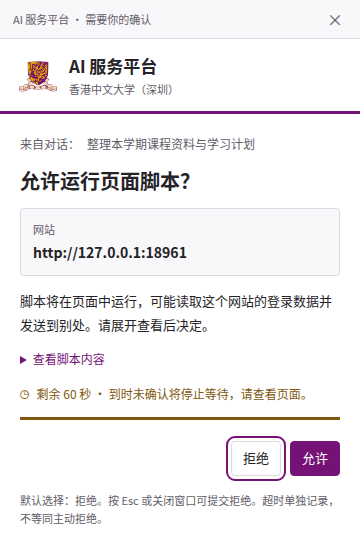 AI 服务平台 · 需要你的确认
AI 服务平台
香港中文大学（深圳）
来自对话： 整理本学期课程资料与学习计划
允许运行页面脚本？
网站
http://127.0.0.1:18961
脚本将在页面中运行，可能读取这个网站的登录数据并
发送到别处。请展开查看后决定。
查看脚本内容
剩余 60 秒 · 到时未确认将停止等待，请查看页面。
拒绝 允许
默认选择：拒绝。按 Esc 或关闭窗口可提交拒绝。超时单独记录，
不等同主动拒绝。